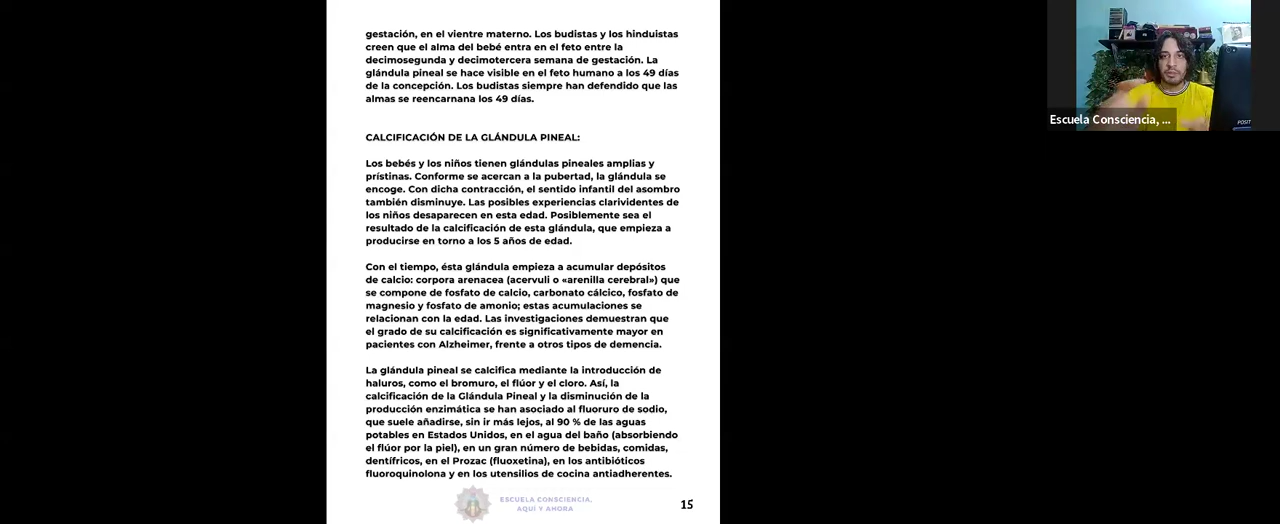 gestación, en el vientre materno. Los budistas y los hinduistas
creen que el alma del bebé entra en el feto entre la
decimosegunda y decimotercera semana de gestación. La
glándula pineal se hace visible en el feto humano a los 49 días
de la concepción. Los budistas siempre han defendido que las
almas se reencarnana los 49 días.
CALCIFICACIÓN DE LA GLÁNDULA PINEAL:
Los bebés y los niños tienen glándulas pineales amplias y
prístinas. Conforme se acercan a la pubertad, la glándula se
encoge. Con dicha contracción, el sentido infantil del asombro
también disminuye. Las posibles experiencias clarividentes de
los niños desaparecen en esta edad. Posiblemente sea el
resultado de la calcificación de esta glándula, que empieza a
producirse en torno a los 5 años de edad.
Con el tiempo, ésta glándula empieza a acumular depósitos
de calcio: corpora arenacea (acervuli o «arenilla cerebral») que
se compone de fosfato de calcio, carbonato cálcico, fosfato de
magnesio y fosfato de amonio; estas acumulaciones se
relacionan con la edad. Las investigaciones demuestran que
el grado de su calcificación es significativamente mayor en
pacientes con Alzheimer, frente a otros tipos de demencia.
La glándula pineal se calcifica mediante la introducción de
haluros, como el bromuro, el flúor y el cloro. Así, la
calcificación de la Glándula Pineal y la disminución de la
producción enzimática se han asociado al fluoruro de sodio,
que suele añadirse, sin ir más lejos, al 90 % de las aguas
potables en Estados Unidos, en el agua del baño (absorbiendo
el flúor por la piel), en un gran número de bebidas, comidas,
dentífricos, en el Prozac (fluoxetina), en los antibióticos
fluoroquinolona y en los utensilios de cocina antiadherentes.
ESCUELA CONSCIENCIA,
AQUÍ Y AHORA
15
Escuela Consciencia, ...
POSIT